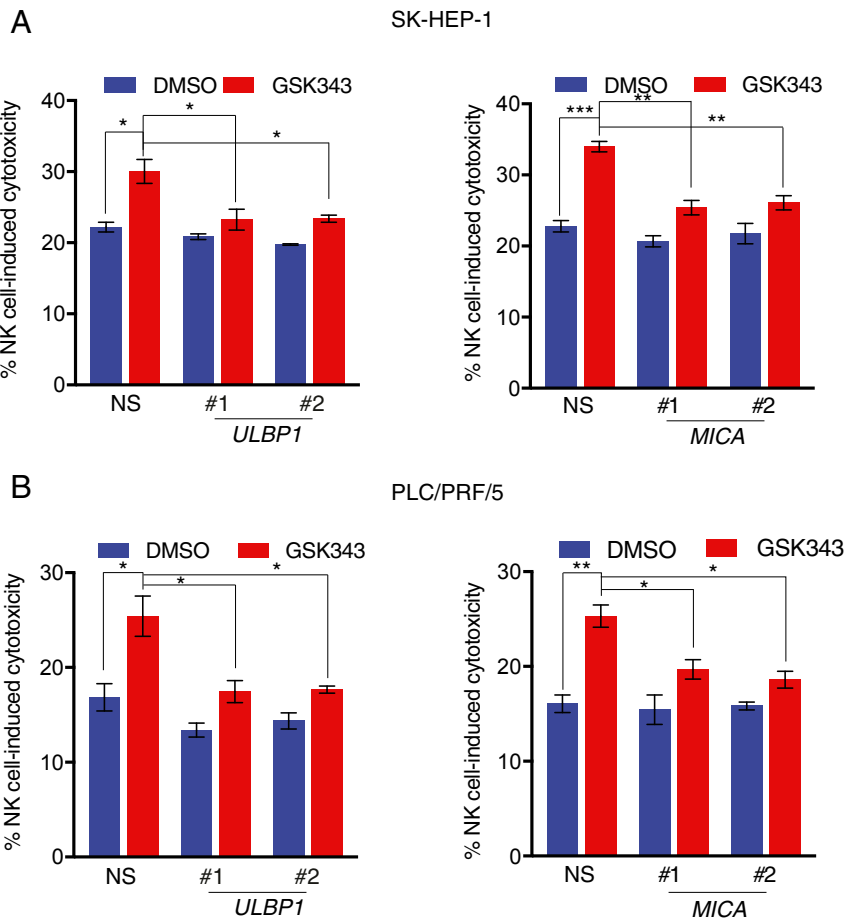 A
SK-HEP-1
DMSO GSK343
% NK cell-induced cytotoxicity
40
30
20
10
0
* * *
NS #1 #2
ULBP1
DMSO GSK343
% NK cell-induced cytotoxicity
40
30
20
10
0
*** ** **
NS #1 #2
MICA
B
PLC/PRF/5
DMSO GSK343
% NK cell-induced cytotoxicity
30
20
10
0
* * *
NS #1 #2
ULBP1
DMSO GSK343
% NK cell-induced cytotoxicity
30
20
10
0
** * *
NS #1 #2
MICA